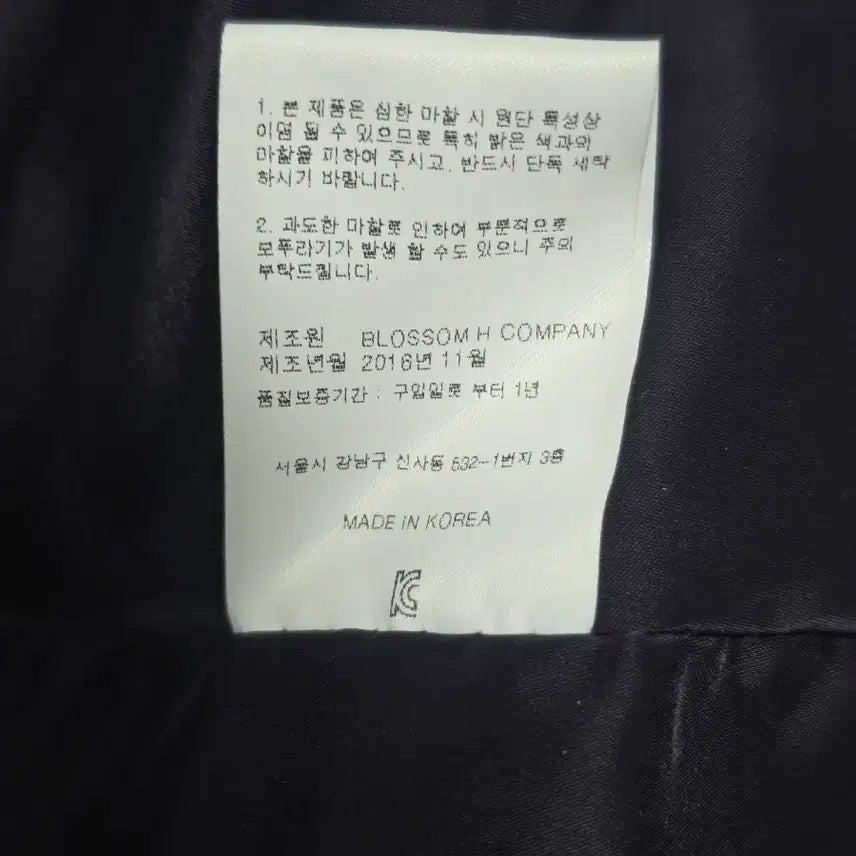 1. 본 제품은 심한 마찰 시 원단 특성상
이염 될 수 있으므로 특히 밝은 색과의
마찰을 피하여 주시고, 반드시 단독 세탁
하시기 바랍니다.
2. 과도한 마찰로 인하여 부분적으로
보푸라기가 발생 할 수도 있으니 주의
부탁드립니다.
제조원 BLOSSOM H COMPANY
제조년월 2016년 11월
품질보증기간 : 구입일로 부터 1년
서울시 강남구 신사동 532-1번지 3층
MADE IN KOREA
KC